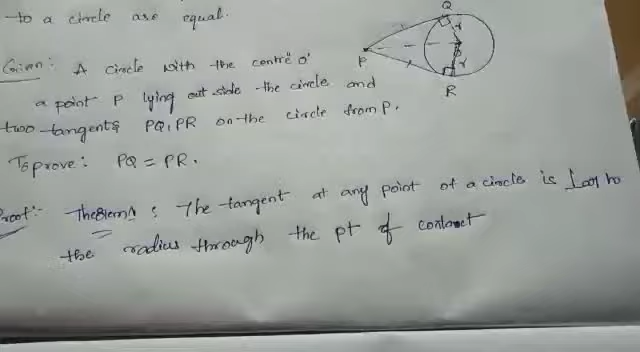 to a circle are equal.
Given: A circle with the centre 'O'
a point P lying out side the circle and
two tangents PQ, PR on the circle from P.
To prove: PQ = PR.
Proof: Theorem: The tangent at any point of a circle is to
the radius through the pt of contact
Q
r
P
O
r
R